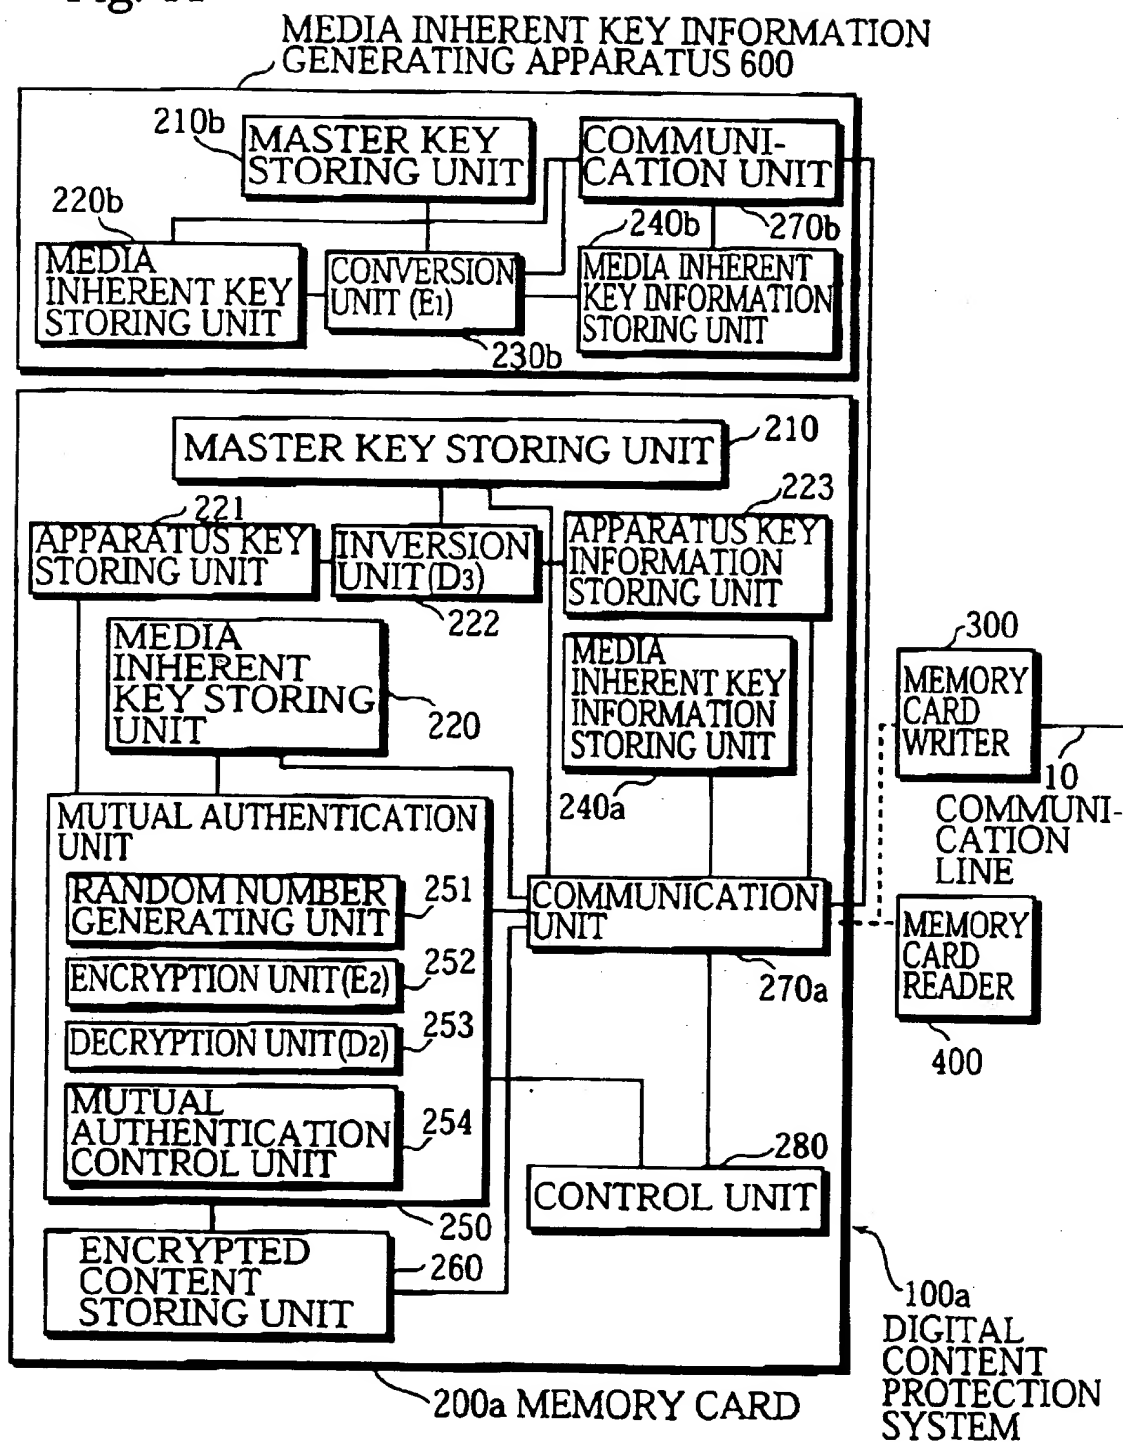 MEDIA INHERENT KEY INFORMATION
GENERATING APPARATUS 600
210b
MASTER KEY
STORING UNIT
COMMUNI-
CATION UNIT
220b
240b
270b
MEDIA
INHERENT KEY
STORING UNIT
CONVERSION
UNIT (E1)
MEDIA INHERENT
KEY INFORMATION
STORING UNIT
230b
MASTER KEY STORING UNIT
210
221
223
APPARATUS KEY
STORING UNIT
INVERSION
UNIT (D3)
APPARATUS KEY
INFORMATION
STORING UNIT
222
MEDIA
INHERENT
KEY STORING
UNIT
220
MEDIA
INHERENT KEY
INFORMATION
STORING UNIT
240a
300
MEMORY
CARD
WRITER
10
COMMUNI-
CATION
LINE
MUTUAL AUTHENTICATION
UNIT
RANDOM NUMBER
GENERATING UNIT
251
ENCRYPTION UNIT (E2)
252
DECRYPTION UNIT (D2)
253
MUTUAL
AUTHENTICATION
CONTROL UNIT
254
COMMUNICATION
UNIT
270a
MEMORY
CARD
READER
400
280
CONTROL UNIT
250
ENCRYPTED
CONTENT
STORING UNIT
260
100a
DIGITAL
CONTENT
PROTECTION
SYSTEM
200a MEMORY CARD